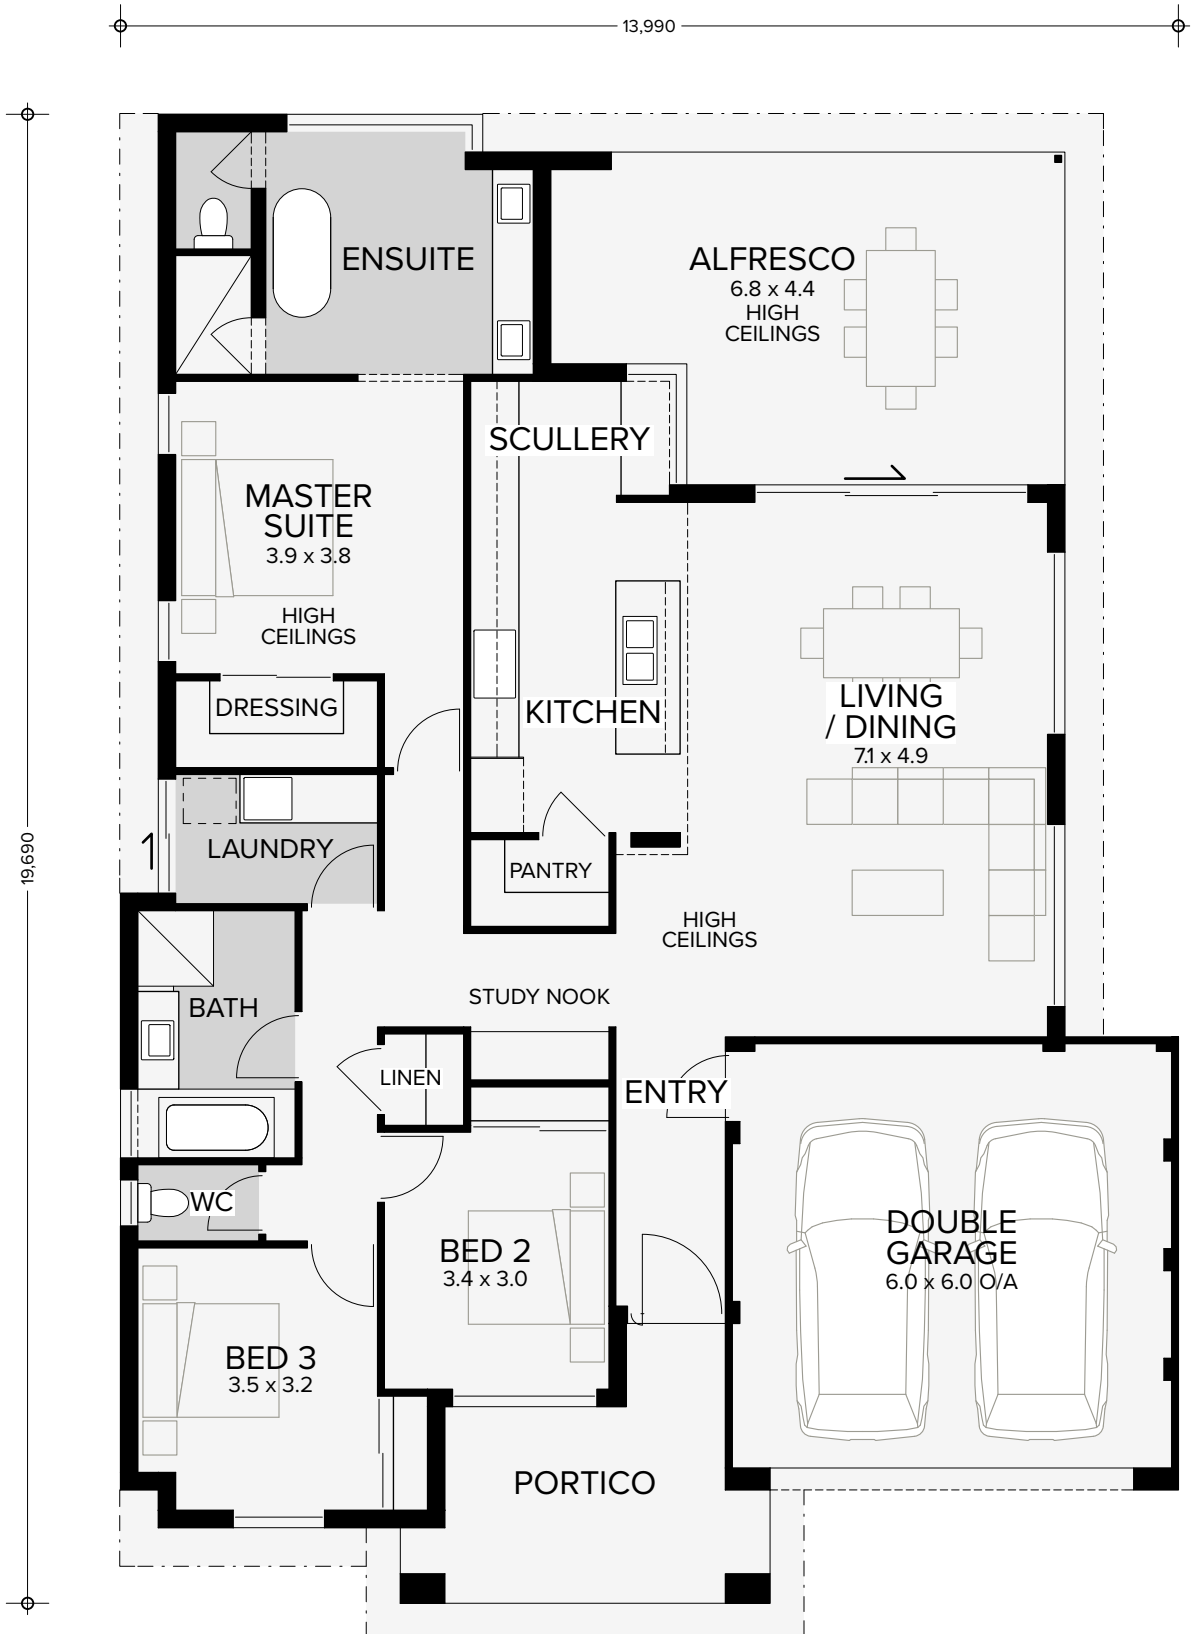 13,990
19,690
ENSUITE
ALFRESCO
6.8 x 4.4
HIGH
CEILINGS
SCULLERY
MASTER
SUITE
3.9 x 3.8
HIGH
CEILINGS
DRESSING
KITCHEN
LIVING
/ DINING
7.1 x 4.9
LAUNDRY
PANTRY
HIGH
CEILINGS
STUDY NOOK
BATH
LINEN
ENTRY
WC
BED 2
3.4 x 3.0
DOUBLE
GARAGE
6.0 x 6.0 O/A
BED 3
3.5 x 3.2
PORTICO